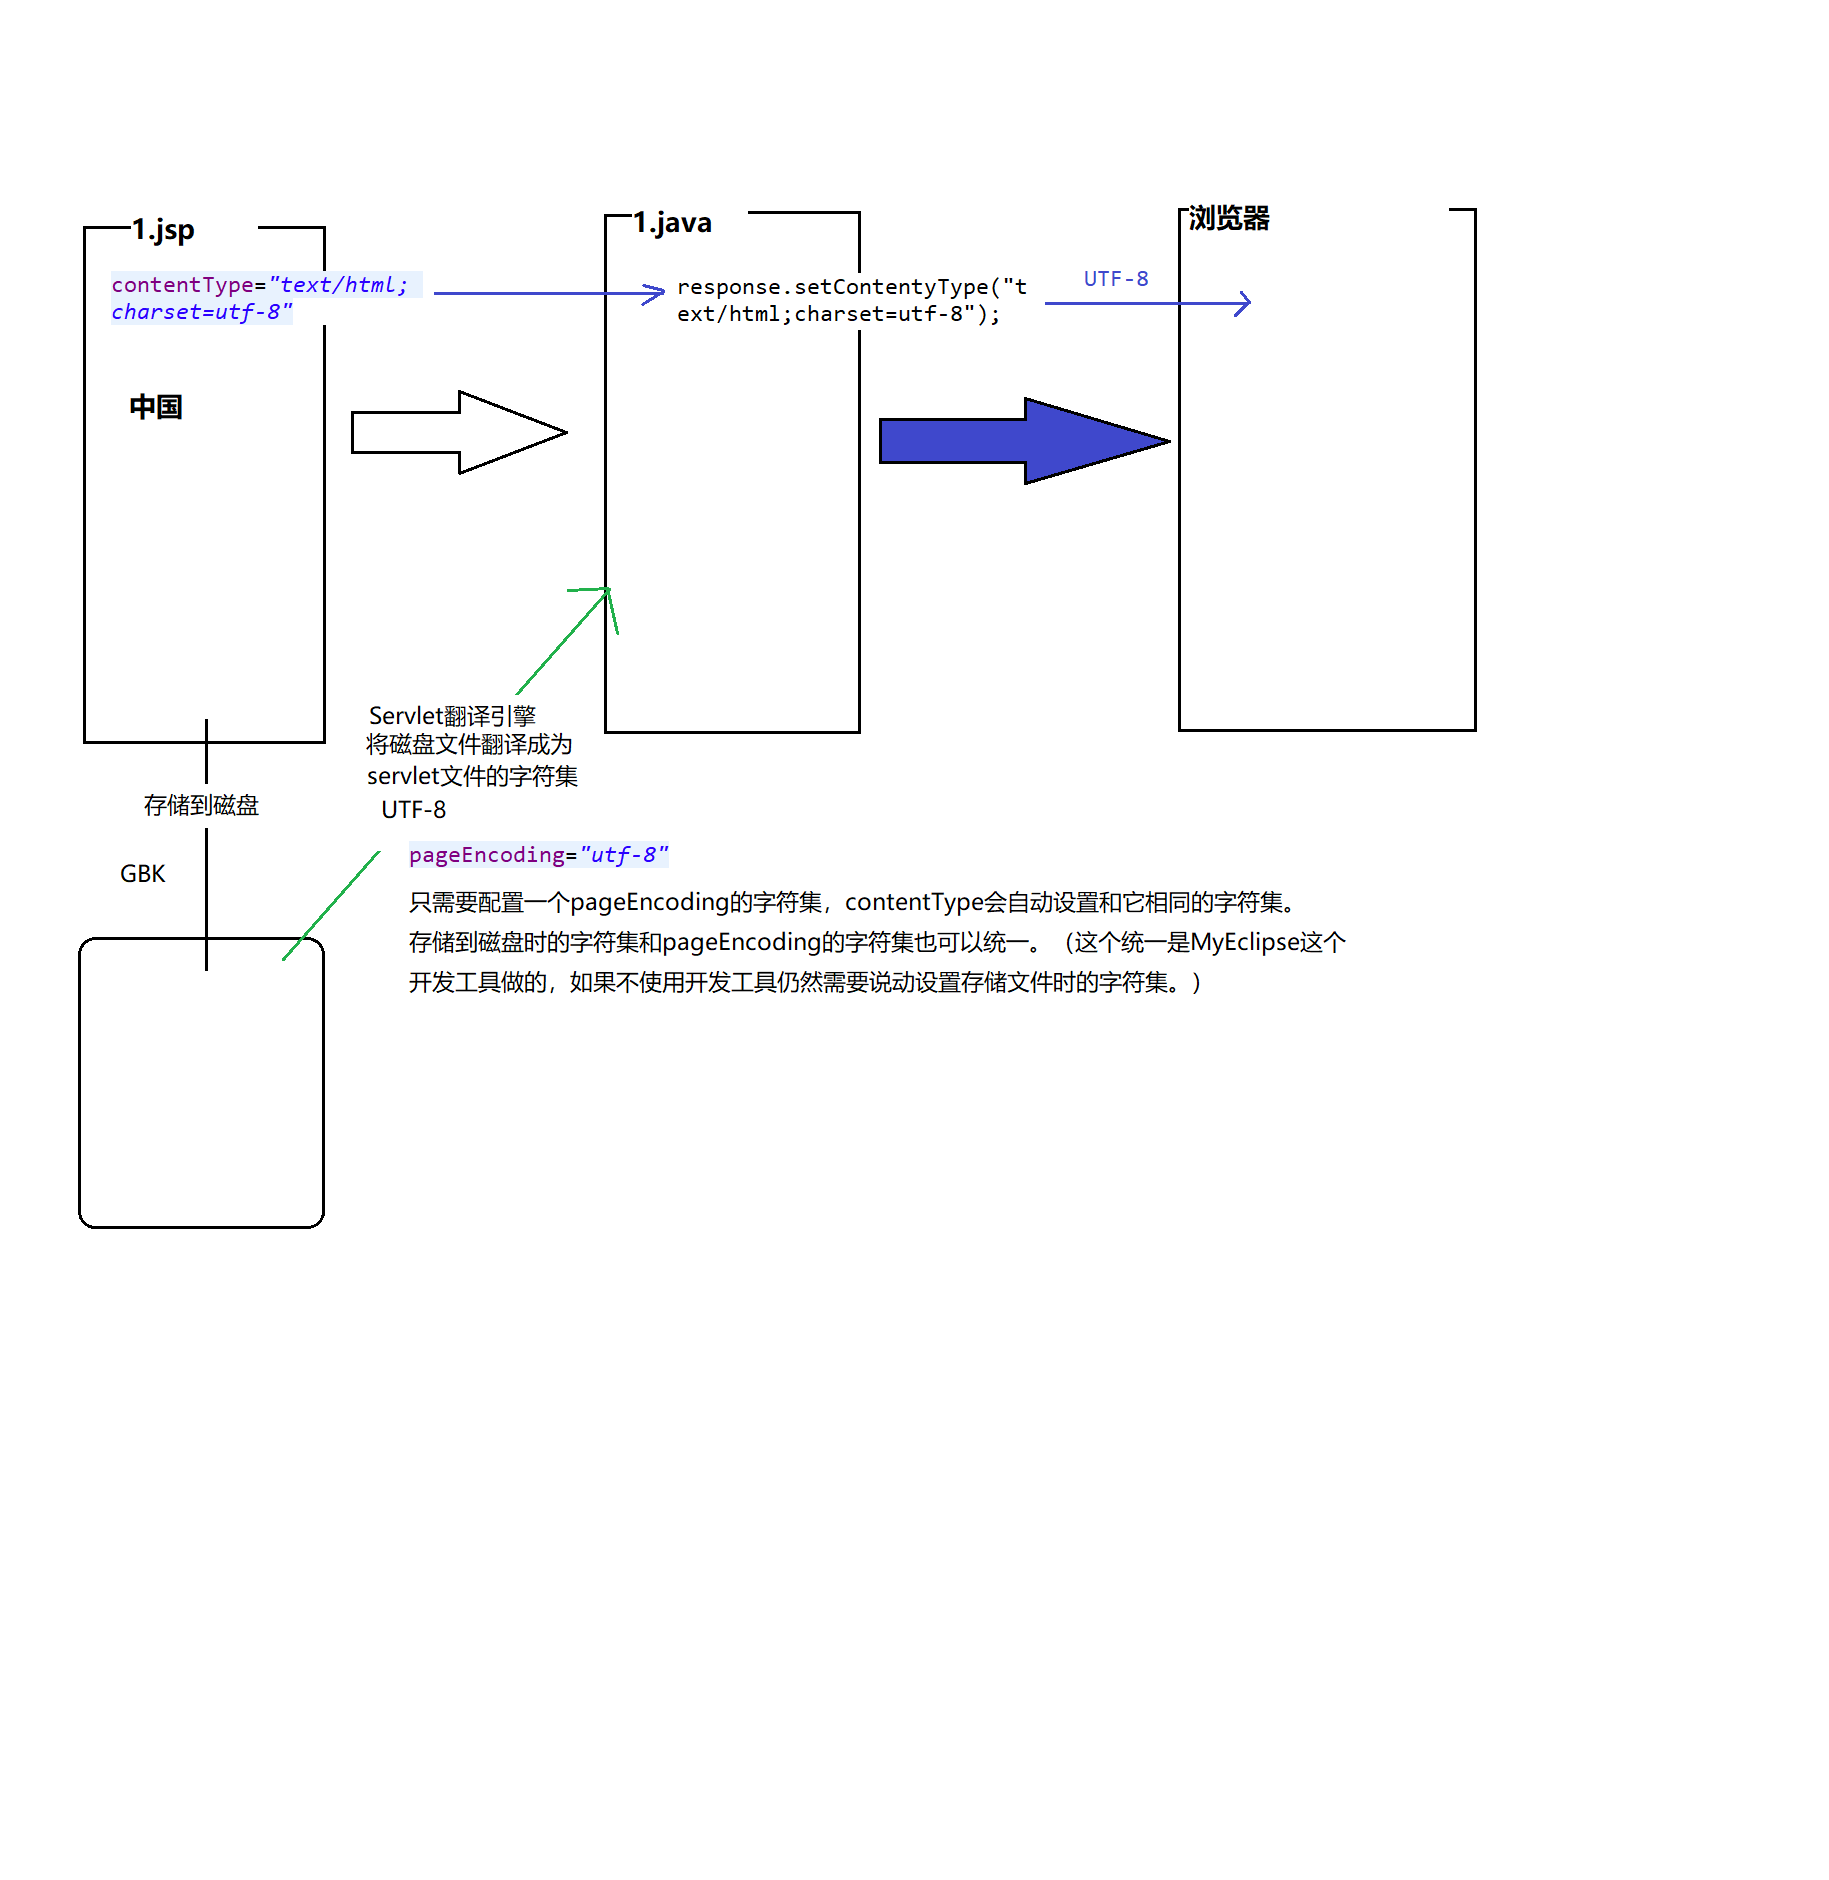 1.jsp
contentType="text/html;
charset=utf-8"
中国
1.java
response.setContentyType("t
ext/html;charset=utf-8");
UTF-8
浏览器
Servlet翻译引擎
将磁盘文件翻译成为
servlet文件的字符集
UTF-8
存储到磁盘
GBK
pageEncoding="utf-8"
只需要配置一个pageEncoding的字符集，contentType会自动设置和它相同的字符集。
存储到磁盘时的字符集和pageEncoding的字符集也可以统一。（这个统一是MyEclipse这个
开发工具做的，如果不使用开发工具仍然需要说动设置存储文件时的字符集。）